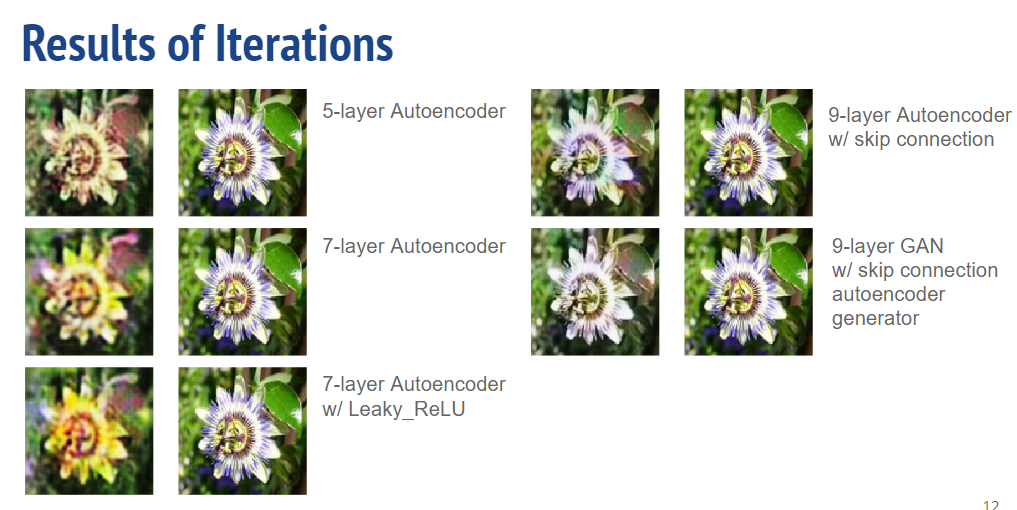 Results of Iterations
5-layer Autoencoder
7-layer Autoencoder
7-layer Autoencoder
w/ Leaky_ReLU
9-layer Autoencoder
w/ skip connection
9-layer GAN
w/ skip connection
autoencoder
generator
12